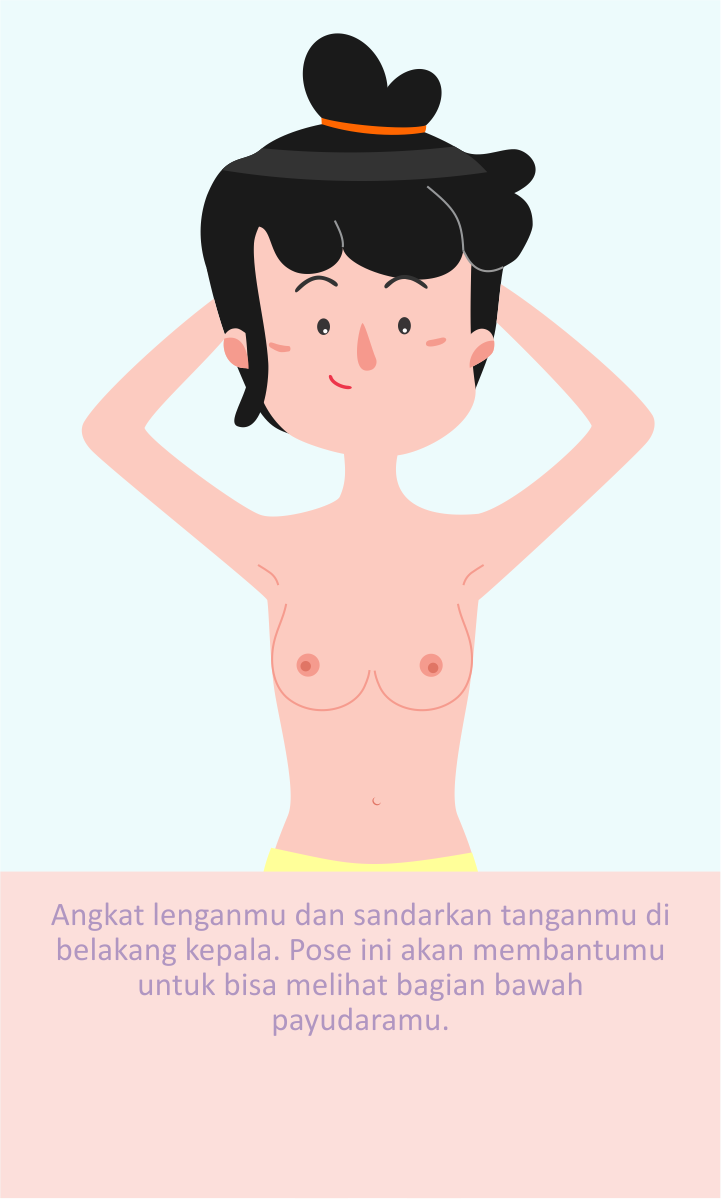 Angkat lenganmu dan sandarkan tanganmu di
belakang kepala. Pose ini akan membantumu
untuk bisa melihat bagian bawah
payudaramu.